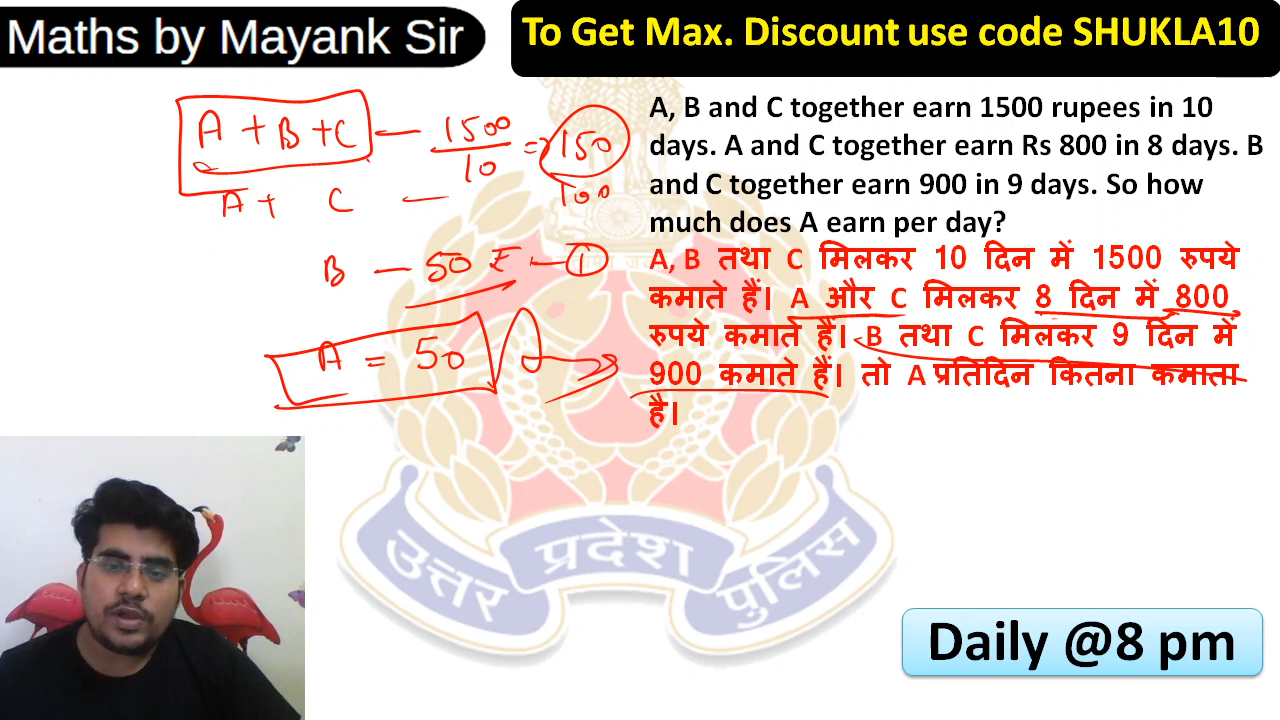 Maths by Mayank Sir
To Get Max. Discount use code SHUKLA10
A + B + C — 1500/10 = 150
A + C — 100
B — 50 ₹ — ①
A = 50
A, B and C together earn 1500 rupees in 10
days. A and C together earn Rs 800 in 8 days. B
and C together earn 900 in 9 days. So how
much does A earn per day?
A, B तथा C मिलकर 10 दिन में 1500 रुपये
कमाते हैं। A और C मिलकर 8 दिन में 800
रुपये कमाते हैं। B तथा C मिलकर 9 दिन में
900 कमाते हैं। तो A प्रतिदिन कितना कमाता
है।
उत्तर प्रदेश पुलिस
Daily @8 pm